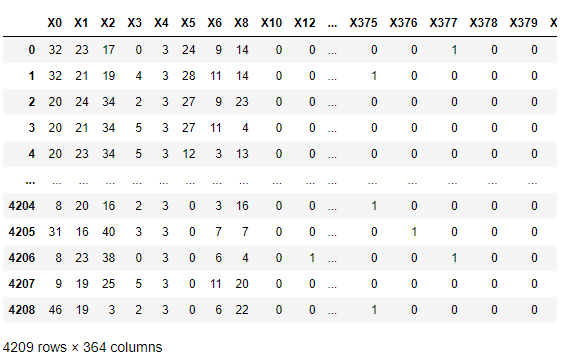 X0 X1 X2 X3 X4 X5 X6 X8 X10 X12 ... X375 X376 X377 X378 X379 X
0 32 23 17 0 3 24 9 14 0 0 ... 0 0 1 0 0
1 32 21 19 4 3 28 11 14 0 0 ... 1 0 0 0 0
2 20 24 34 2 3 27 9 23 0 0 ... 0 0 0 0 0
3 20 21 34 5 3 27 11 4 0 0 ... 0 0 0 0 0
4 20 23 34 5 3 12 3 13 0 0 ... 0 0 0 0 0
... ... ... ... ... ... ... ... ... ... ... ... ... ... ... ... ...
4204 8 20 16 2 3 0 3 16 0 0 ... 1 0 0 0 0
4205 31 16 40 3 3 0 7 7 0 0 ... 0 1 0 0 0
4206 8 23 38 0 3 0 6 4 0 1 ... 0 0 1 0 0
4207 9 19 25 5 3 0 11 20 0 0 ... 0 0 0 0 0
4208 46 19 3 2 3 0 6 22 0 0 ... 1 0 0 0 0
4209 rows × 364 columns